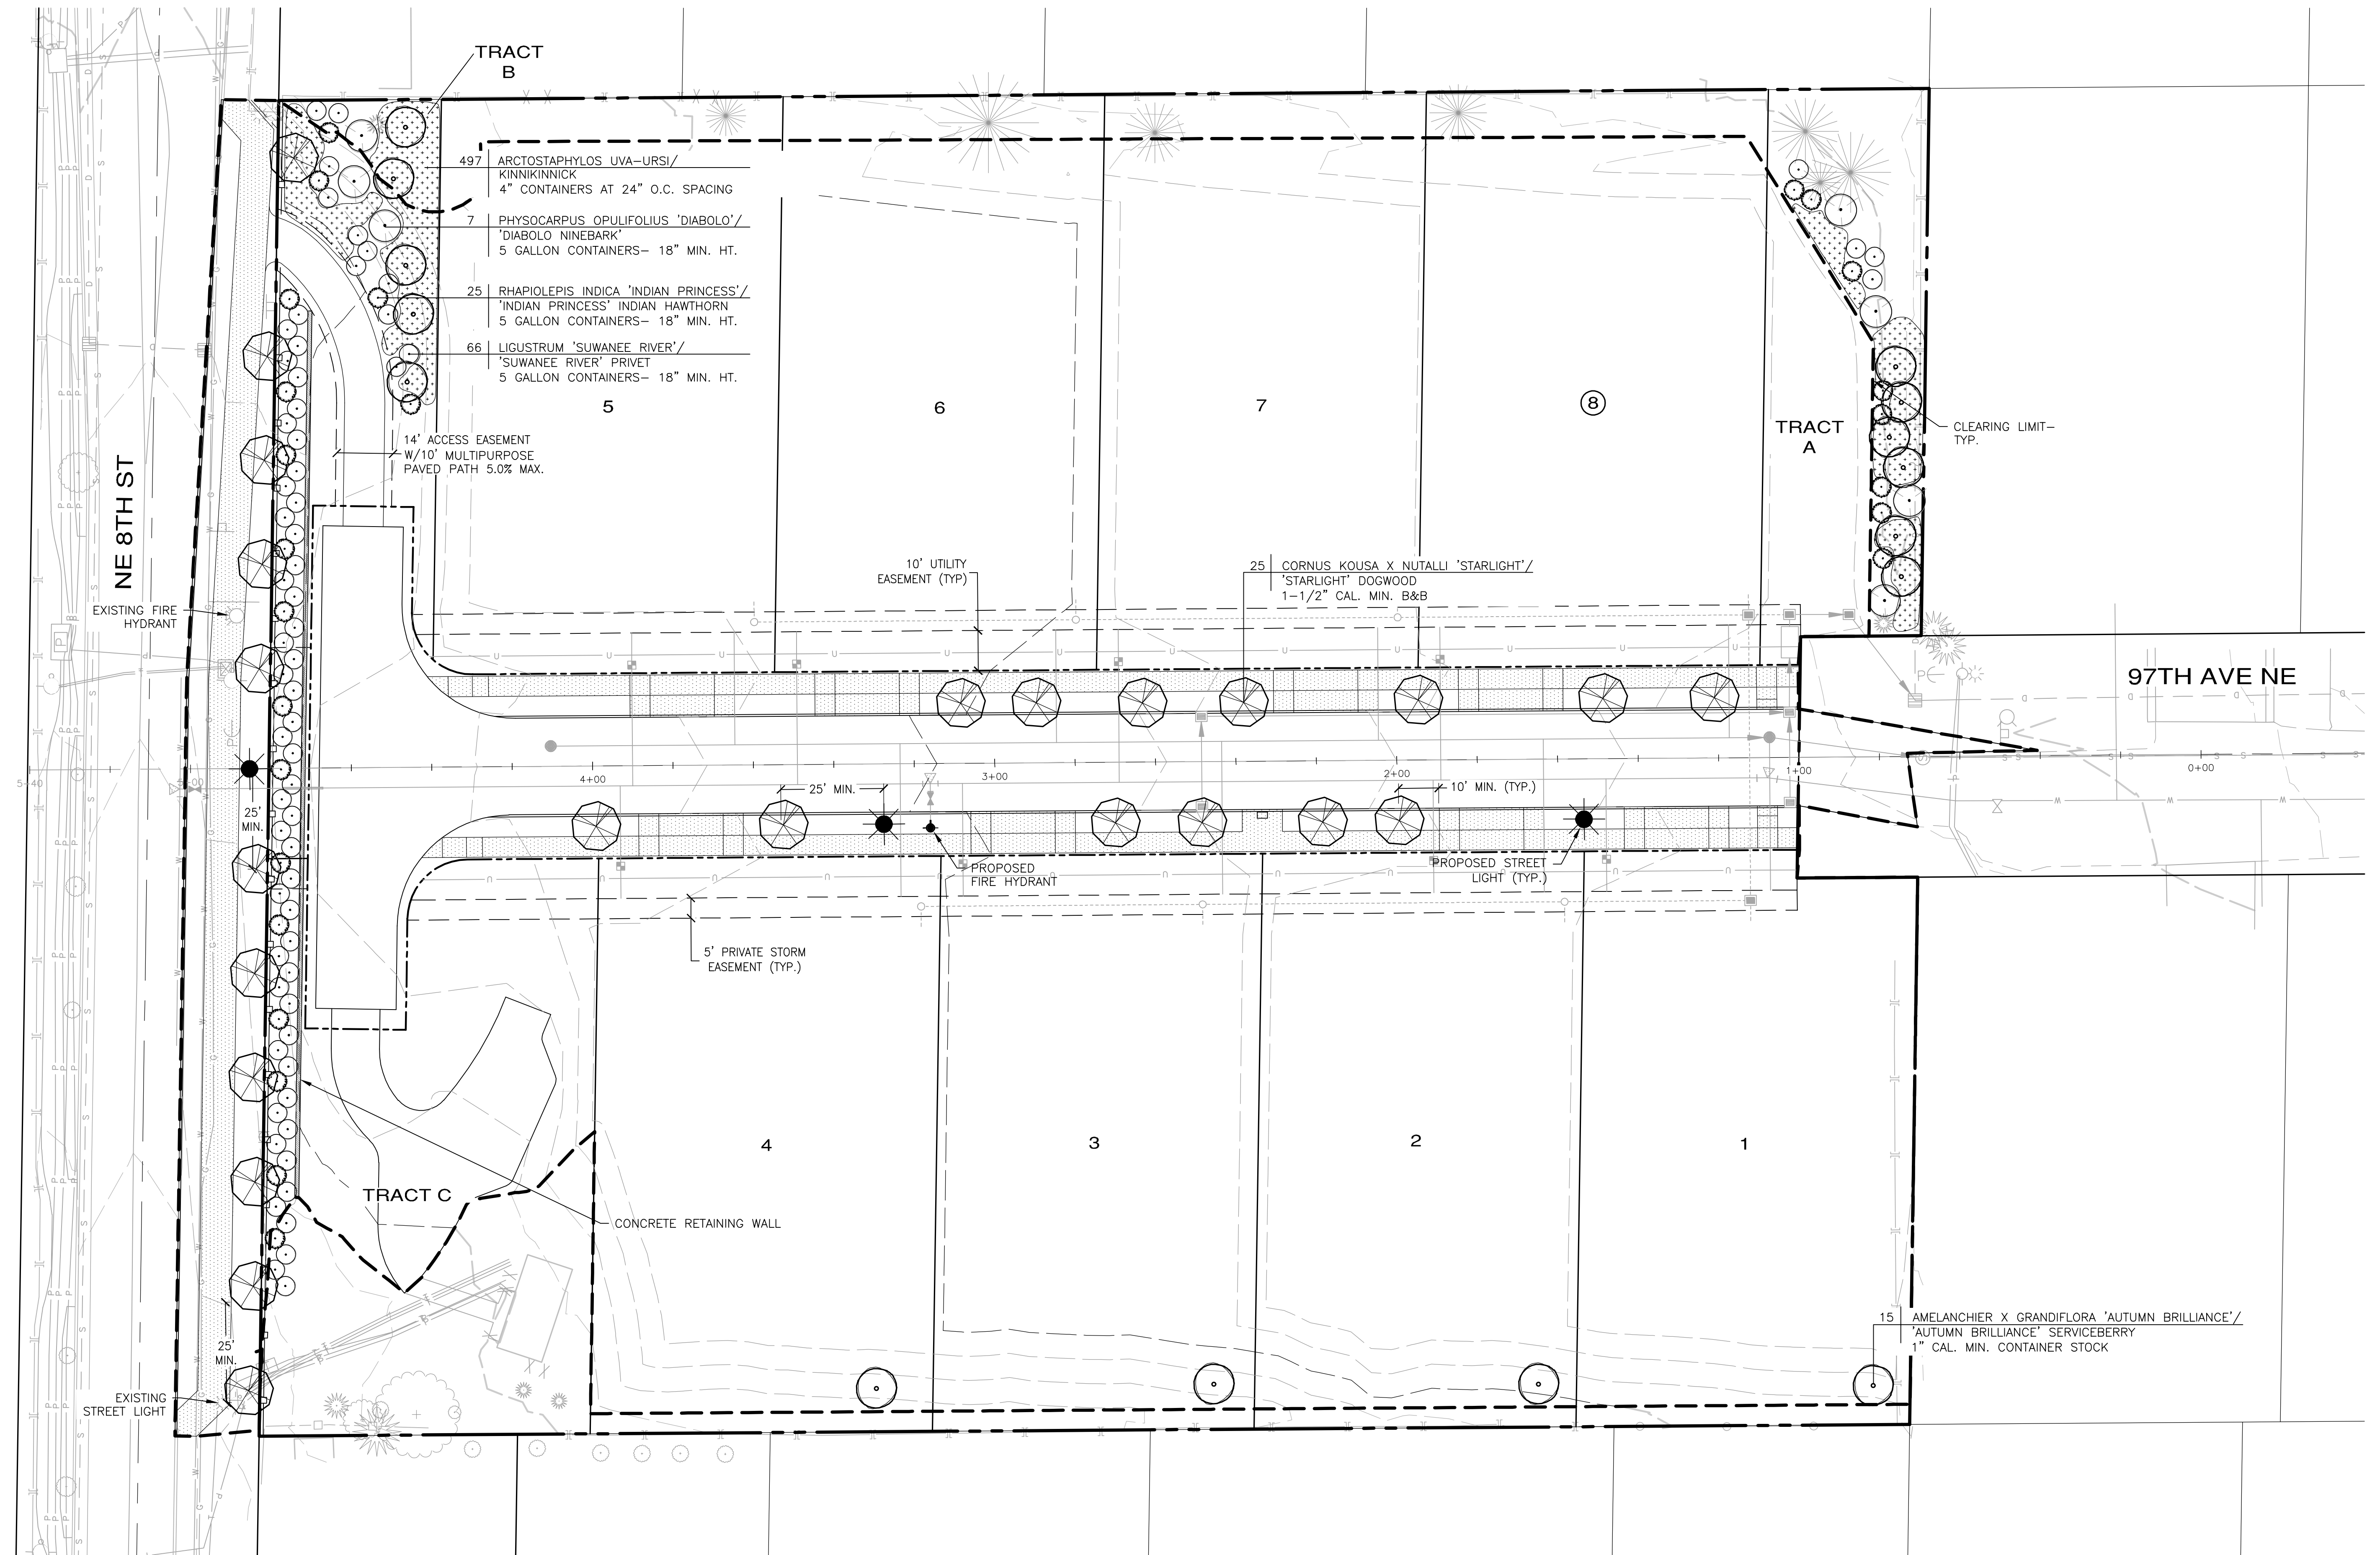 TRACT
B
497
ARCTOSTAPHYLOS UVA-URSI/
KINNIKINNICK
4" CONTAINERS AT 24" O.C. SPACING
7
PHYSOCARPUS OPULIFOLIUS 'DIABOLO'/
'DIABOLO NINEBARK'
5 GALLON CONTAINERS- 18" MIN. HT.
25
RHAPIOLEPIS INDICA 'INDIAN PRINCESS'/
'INDIAN PRINCESS' INDIAN HAWTHORN
5 GALLON CONTAINERS- 18" MIN. HT.
66
LIGUSTRUM 'SUWANEE RIVER'/
'SUWANEE RIVER' PRIVET
5 GALLON CONTAINERS- 18" MIN. HT.
5
6
7
8
TRACT
A
CLEARING LIMIT-
TYP.
14' ACCESS EASEMENT
W/10' MULTIPURPOSE
PAVED PATH 5.0% MAX.
NE 8TH ST
EXISTING FIRE
HYDRANT
10' UTILITY
EASEMENT (TYP)
25
CORNUS KOUSA X NUTALLI 'STARLIGHT'/
'STARLIGHT' DOGWOOD
1-1/2" CAL. MIN. B&B
97TH AVE NE
5+40
5+00
4+00
3+00
2+00
1+00
0+00
25'
MIN.
25' MIN.
10' MIN. (TYP.)
PROPOSED
FIRE HYDRANT
PROPOSED STREET
LIGHT (TYP.)
5' PRIVATE STORM
EASEMENT (TYP.)
4
3
2
1
TRACT C
CONCRETE RETAINING WALL
25'
MIN.
EXISTING
STREET LIGHT
15
AMELANCHIER X GRANDIFLORA 'AUTUMN BRILLIANCE'/
'AUTUMN BRILLIANCE' SERVICEBERRY
1" CAL. MIN. CONTAINER STOCK